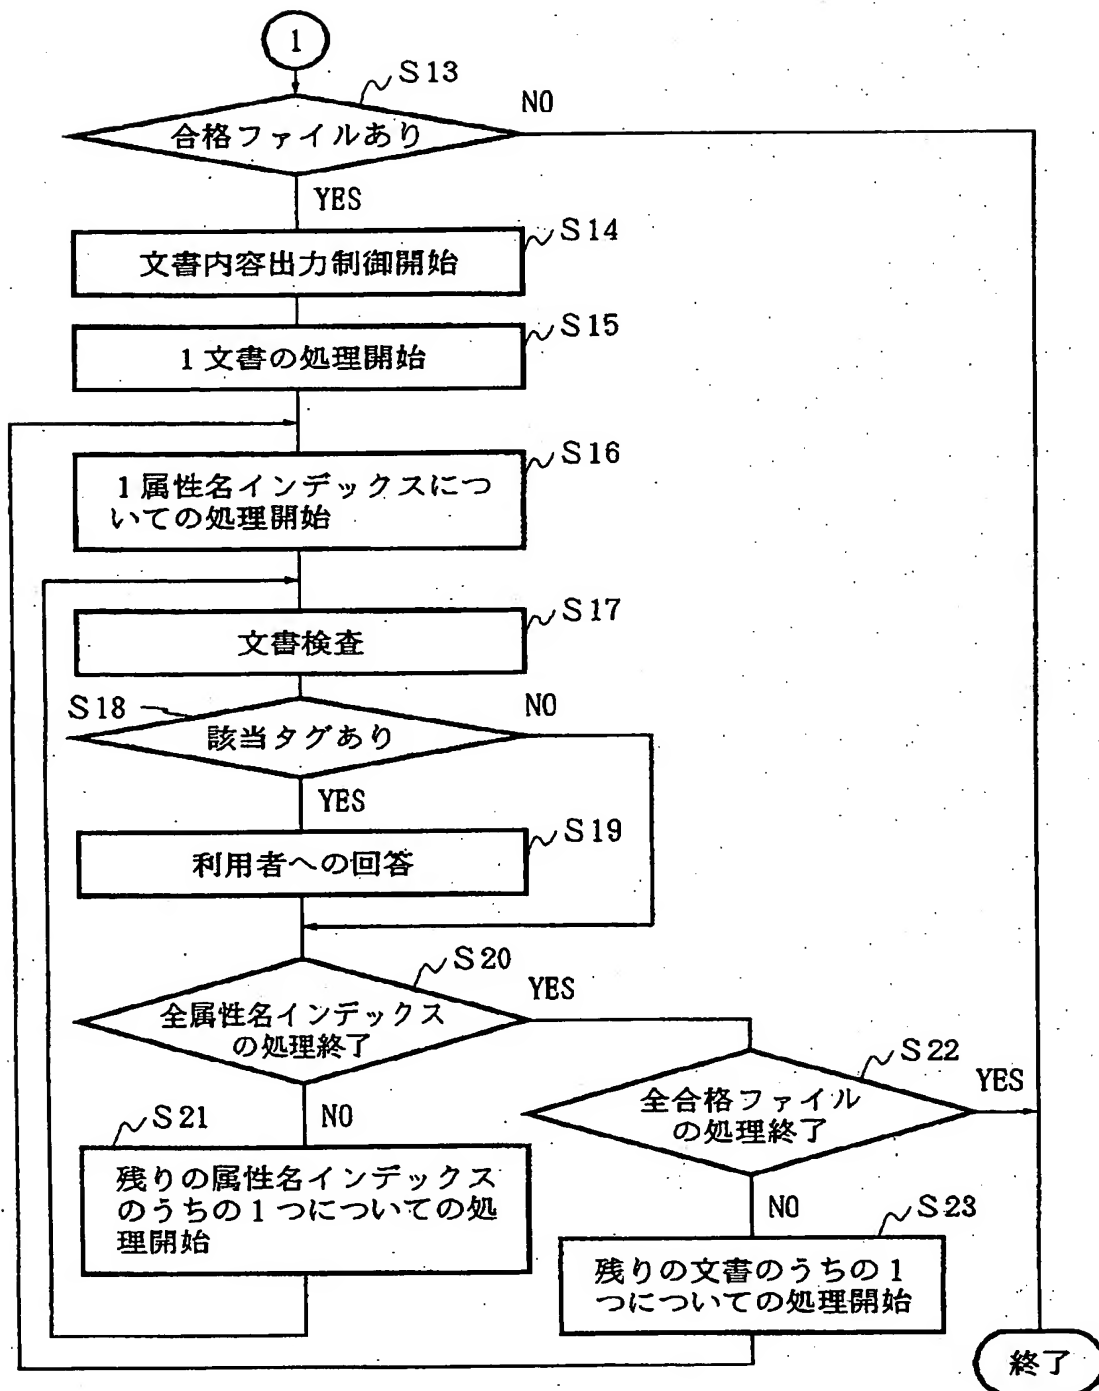 1
S13
合格ファイルあり
NO
YES
S14
文書内容出力制御開始
S15
1文書の処理開始
S16
1属性名インデックスにつ
いての処理開始
S17
文書検査
S18
該当タグあり
NO
YES
S19
利用者への回答
S20
全属性名インデックス
の処理終了
YES
S22
全合格ファイル
の処理終了
YES
NO
S21
残りの属性名インデックス
のうちの1つについての処
理開始
NO
S23
残りの文書のうちの1
つについての処理開始
終了